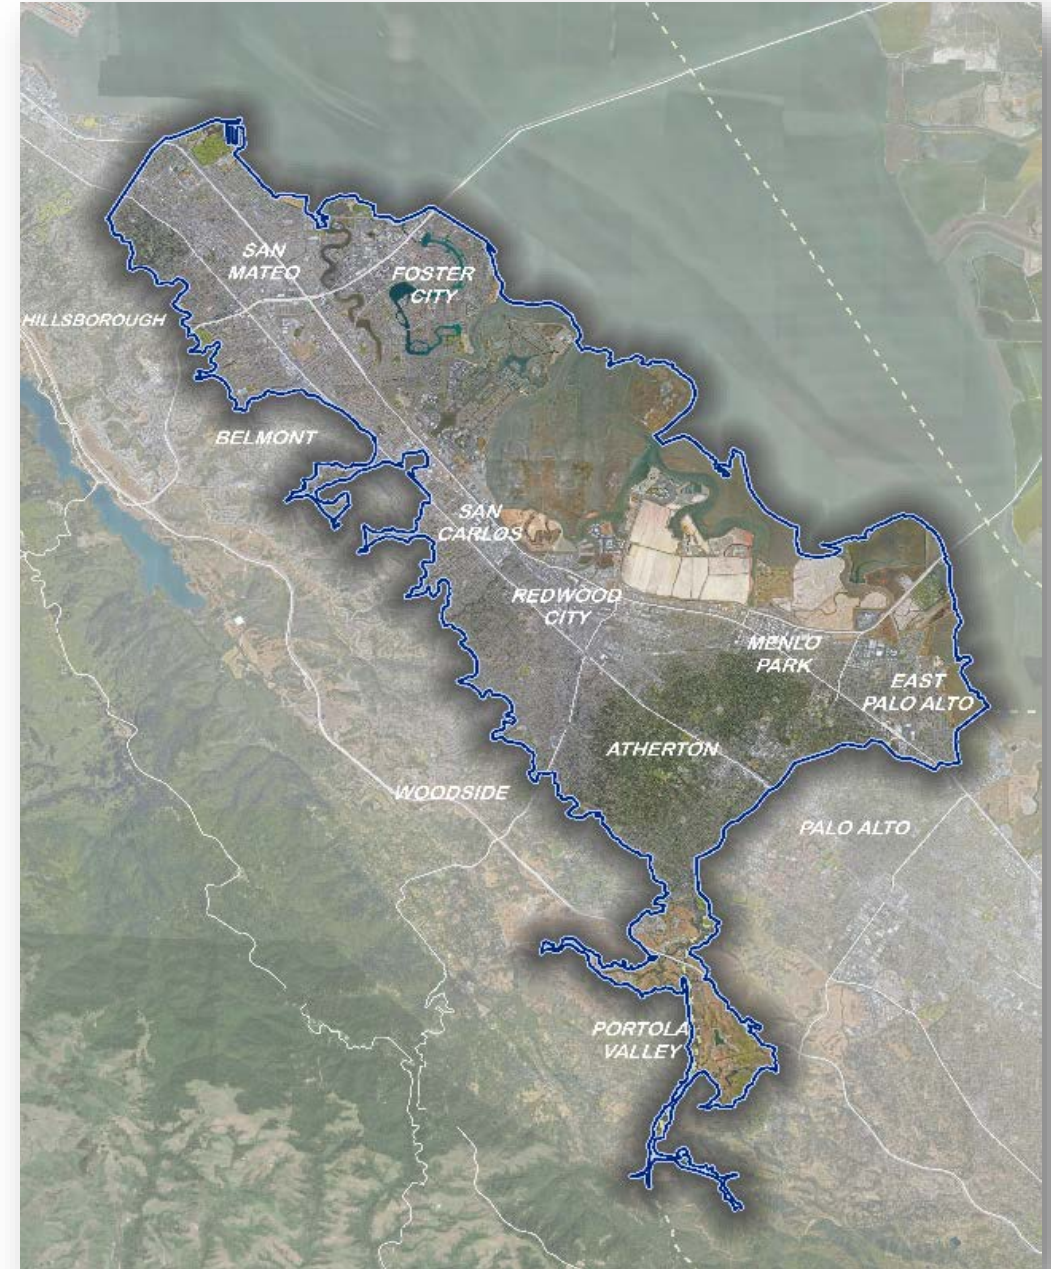 SAN
MATEO
FOSTER
CITY
HILLSBOROUGH
BELMONT
SAN
CARLOS
REDWOOD
CITY
MENLO
PARK
EAST
PALO ALTO
ATHERTON
WOODSIDE
PALO ALTO
PORTOLA
VALLEY